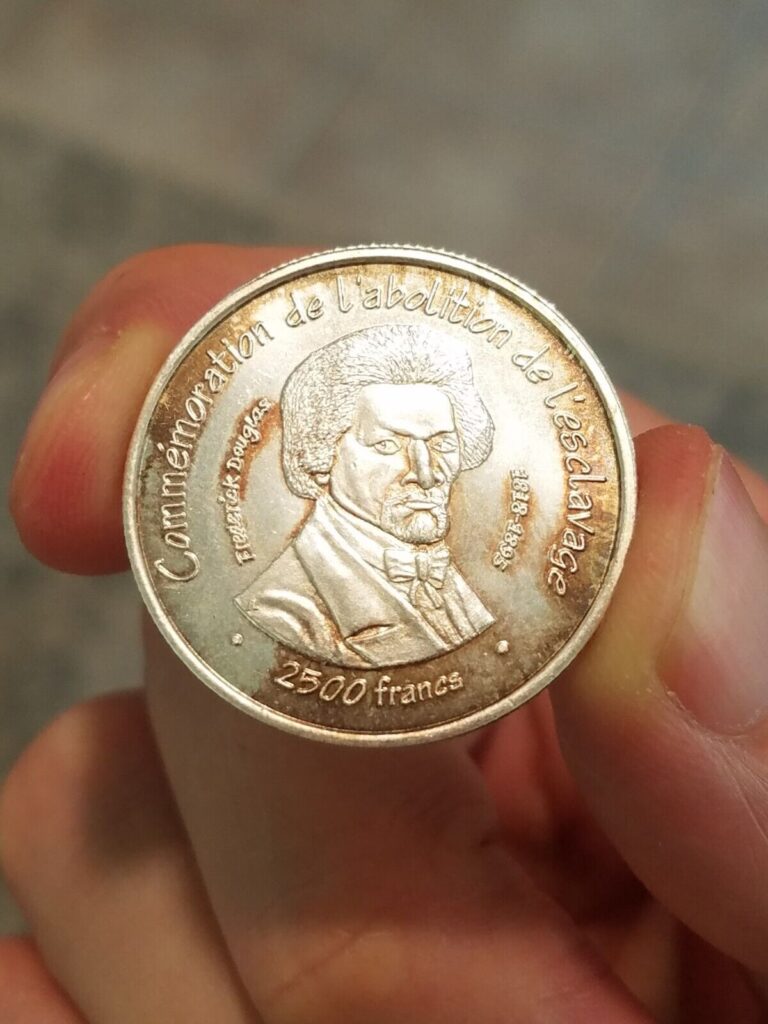 Commémoration de l'abolition de l'esclavage
Frederick Douglas
1818-1895
2500 francs